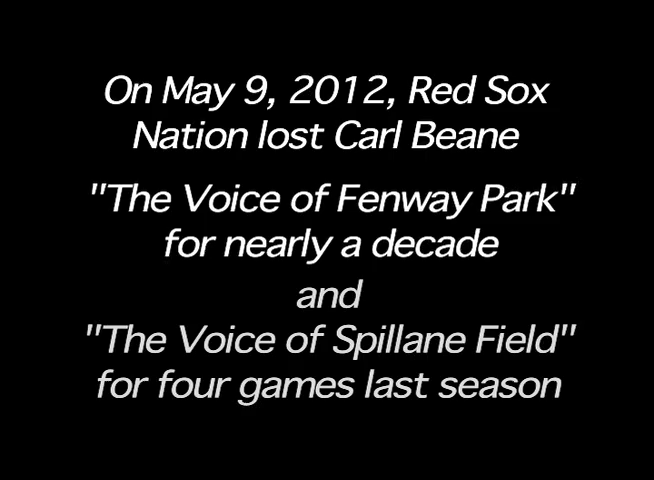 On May 9, 2012, Red Sox
Nation lost Carl Beane
"The Voice of Fenway Park"
for nearly a decade
and
"The Voice of Spillane Field"
for four games last season